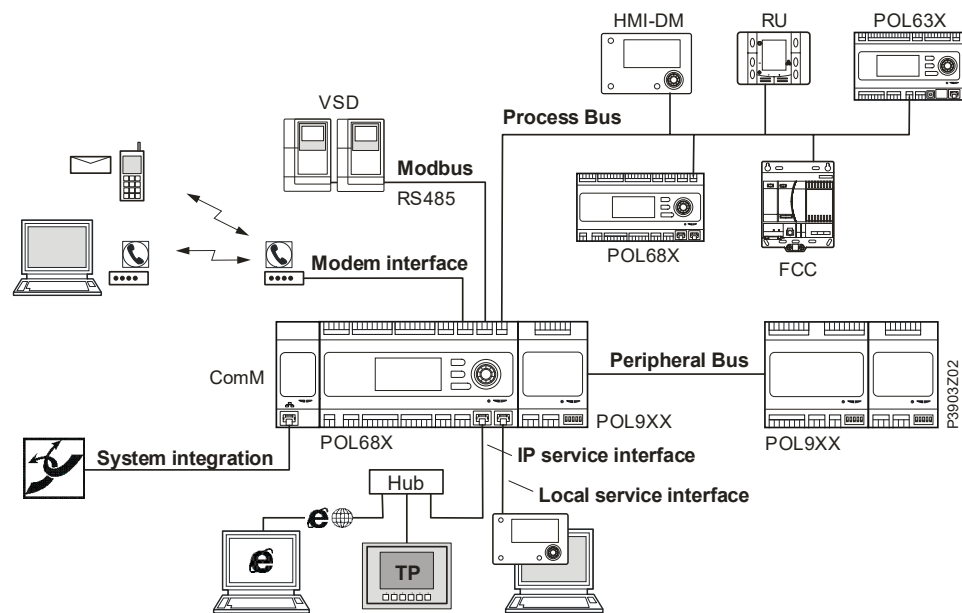 HMI-DM
RU
POL63X
VSD
Process Bus
Modbus
RS485
POL68X
FCC
Modem interface
ComM
Peripheral Bus
P3903Z02
POL68X
POL9XX
POL9XX
System integration
IP service interface
Hub
Local service interface
e
e
TP